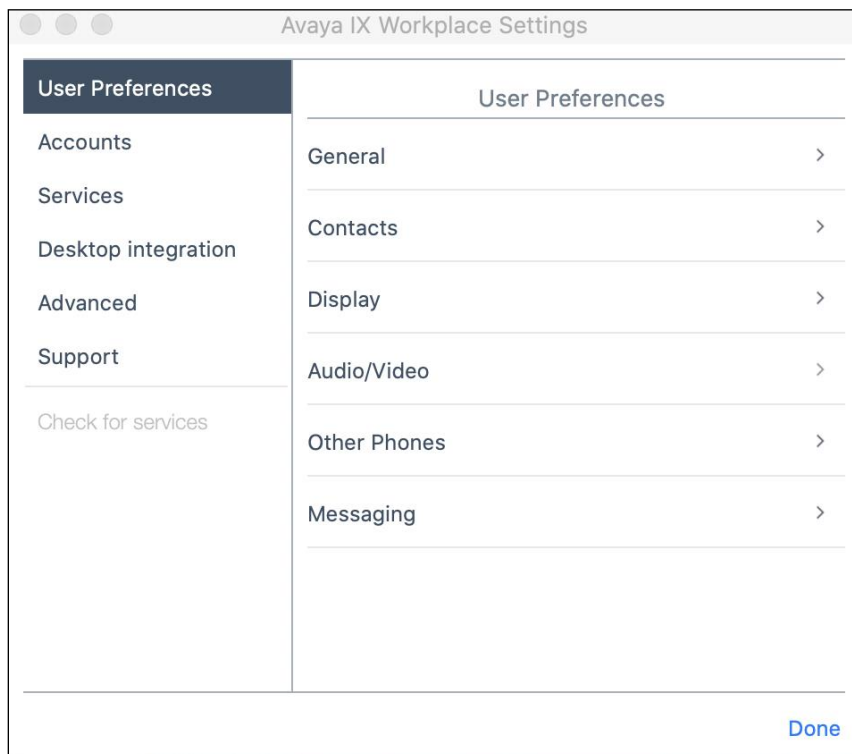 Avaya IX Workplace Settings
User Preferences
Accounts
Services
Desktop integration
Advanced
Support
Check for services
User Preferences
General
Contacts
Display
Audio/Video
Other Phones
Messaging
Done